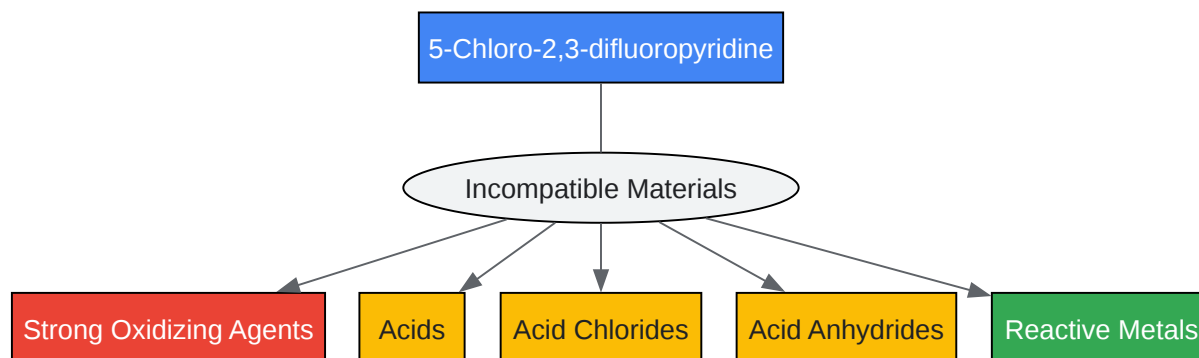 5-Chloro-2,3-difluoropyridine
Incompatible Materials
Strong Oxidizing Agents
Acids
Acid Chlorides
Acid Anhydrides
Reactive Metals